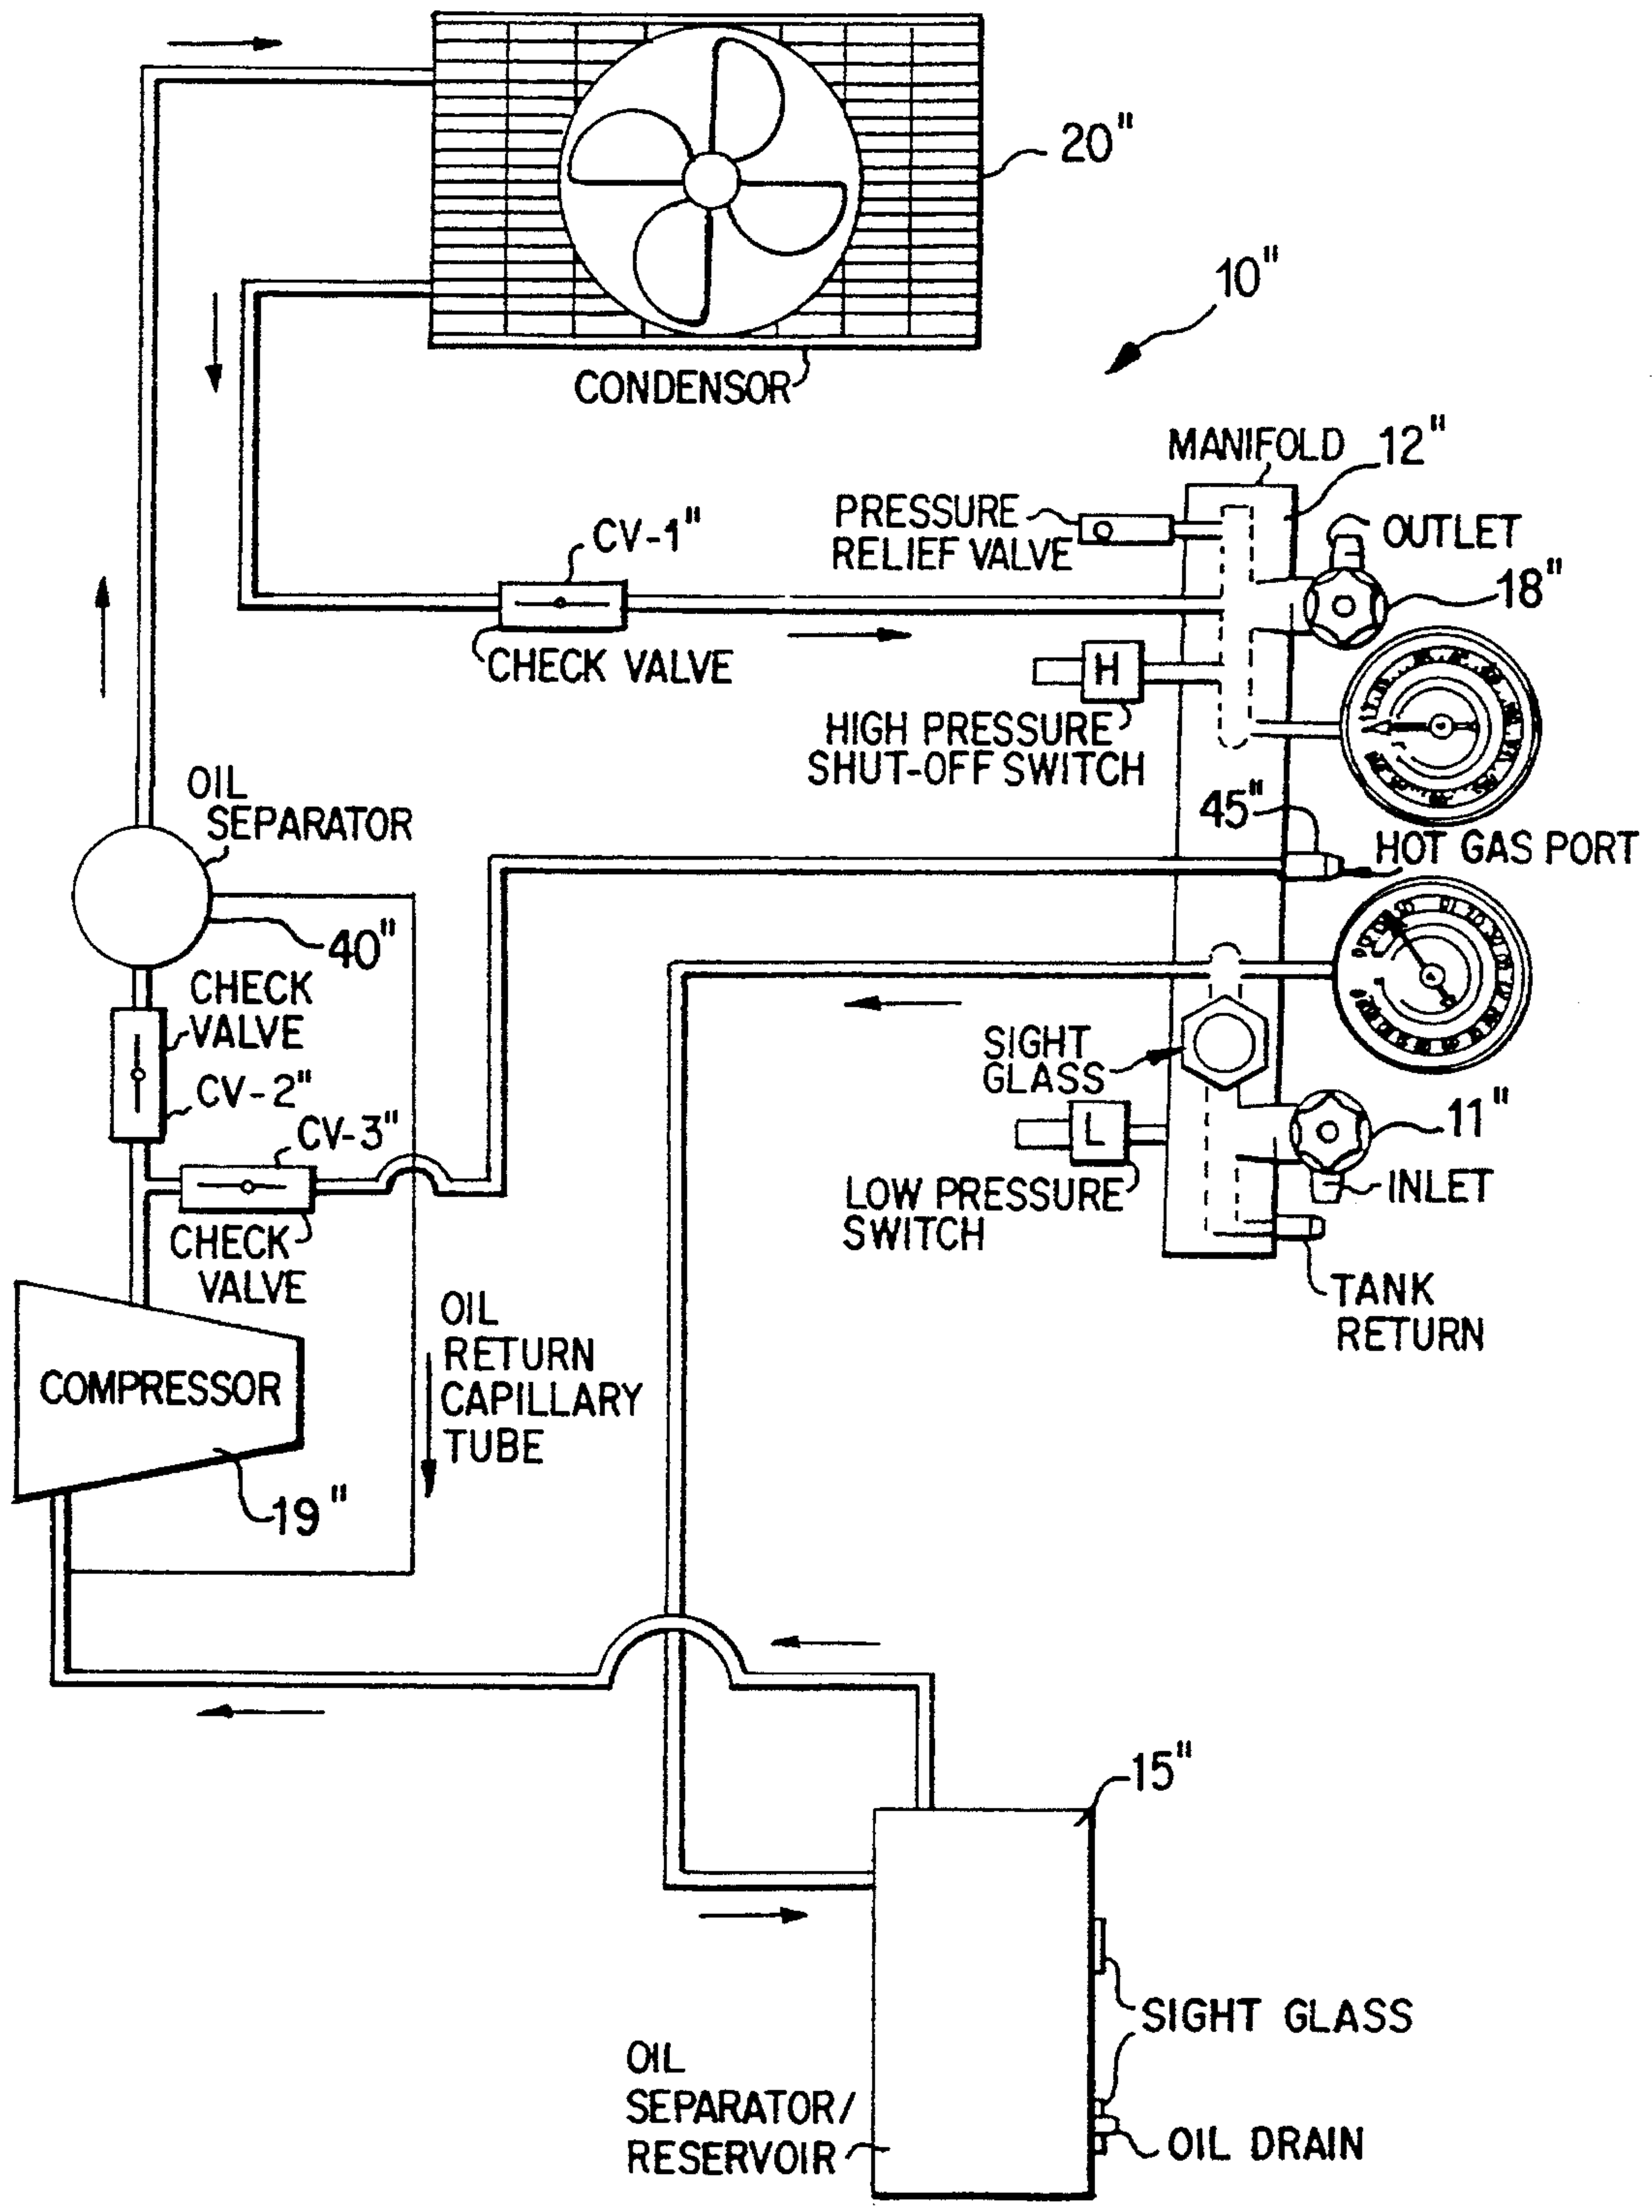 20"
10"
CONDENSOR
MANIFOLD
12"
PRESSURE
RELIEF VALVE
OUTLET
CV-1"
18"
CHECK VALVE
H
HIGH PRESSURE
SHUT-OFF SWITCH
OIL
SEPARATOR
45"
HOT GAS PORT
40"
CHECK
VALVE
SIGHT
GLASS
CV-2"
CV-3"
L
11"
LOW PRESSURE
SWITCH
INLET
CHECK
VALVE
TANK
RETURN
OIL
RETURN
CAPILLARY
TUBE
COMPRESSOR
19"
15"
SIGHT GLASS
OIL
SEPARATOR/
RESERVOIR
OIL DRAIN